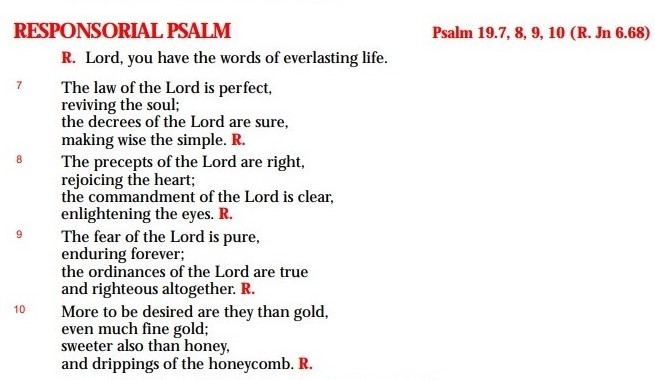 RESPONSORIAL PSALM Psalm 19.7, 8, 9, 10 (R. Jn 6.68)
R. Lord, you have the words of everlasting life.
7 The law of the Lord is perfect,
reviving the soul;
the decrees of the Lord are sure,
making wise the simple. R.
8 The precepts of the Lord are right,
rejoicing the heart;
the commandment of the Lord is clear,
enlightening the eyes. R.
9 The fear of the Lord is pure,
enduring forever;
the ordinances of the Lord are true
and righteous altogether. R.
10 More to be desired are they than gold,
even much fine gold;
sweeter also than honey,
and drippings of the honeycomb. R.